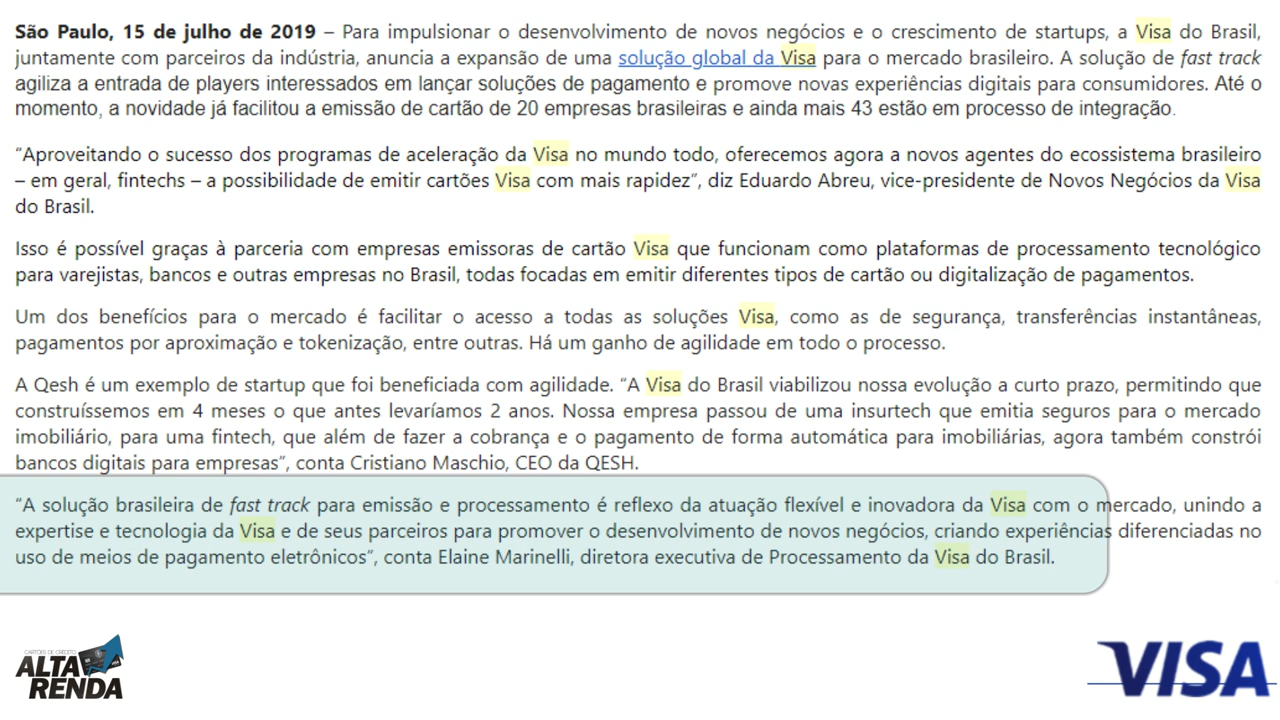 São Paulo, 15 de julho de 2019 – Para impulsionar o desenvolvimento de novos negócios e o crescimento de startups, a Visa do Brasil,
juntamente com parceiros da indústria, anuncia a expansão de uma solução global da Visa para o mercado brasileiro. A solução de fast track
agiliza a entrada de players interessados em lançar soluções de pagamento e promove novas experiências digitais para consumidores. Até o
momento, a novidade já facilitou a emissão de cartão de 20 empresas brasileiras e ainda mais 43 estão em processo de integração.
“Aproveitando o sucesso dos programas de aceleração da Visa no mundo todo, oferecemos agora a novos agentes do ecossistema brasileiro
– em geral, fintechs – a possibilidade de emitir cartões Visa com mais rapidez”, diz Eduardo Abreu, vice-presidente de Novos Negócios da Visa
do Brasil.
Isso é possível graças à parceria com empresas emissoras de cartão Visa que funcionam como plataformas de processamento tecnológico
para varejistas, bancos e outras empresas no Brasil, todas focadas em emitir diferentes tipos de cartão ou digitalização de pagamentos.
Um dos benefícios para o mercado é facilitar o acesso a todas as soluções Visa, como as de segurança, transferências instantâneas,
pagamentos por aproximação e tokenização, entre outras. Há um ganho de agilidade em todo o processo.
A Qesh é um exemplo de startup que foi beneficiada com agilidade. “A Visa do Brasil viabilizou nossa evolução a curto prazo, permitindo que
construíssemos em 4 meses o que antes levaríamos 2 anos. Nossa empresa passou de uma insurtech que emitia seguros para o mercado
imobiliário, para uma fintech, que além de fazer a cobrança e o pagamento de forma automática para imobiliárias, agora também constrói
bancos digitais para empresas”, conta Cristiano Maschio, CEO da QESH.
“A solução brasileira de fast track para emissão e processamento é reflexo da atuação flexível e inovadora da Visa com o mercado, unindo a
expertise e tecnologia da Visa e de seus parceiros para promover o desenvolvimento de novos negócios, criando experiências diferenciadas no
uso de meios de pagamento eletrônicos”, conta Elaine Marinelli, diretora executiva de Processamento da Visa do Brasil.
CARTÕES DE CRÉDITO
ALTA
RENDA
VISA